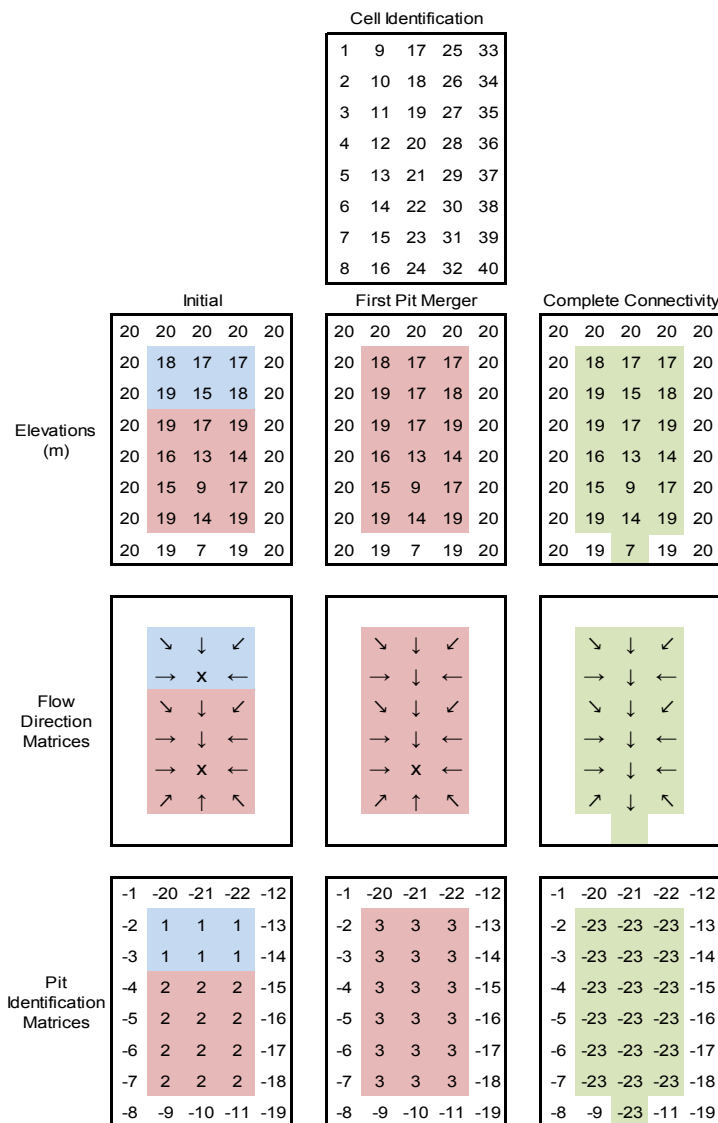 Cell Identification
1 9 17 25 33
2 10 18 26 34
3 11 19 27 35
4 12 20 28 36
5 13 21 29 37
6 14 22 30 38
7 15 23 31 39
8 16 24 32 40
Initial First Pit Merger Complete Connectivity
20 20 20 20 20 20 20 20 20 20 20 20 20 20 20
20 18 17 17 20 20 18 17 17 20 20 18 17 17 20
20 19 15 18 20 20 19 17 18 20 20 19 15 18 20
20 19 17 19 20 20 19 17 19 20 20 19 17 19 20
20 16 13 14 20 20 16 13 14 20 20 16 13 14 20
20 15 9 17 20 20 15 9 17 20 20 15 9 17 20
20 19 14 19 20 20 19 14 19 20 20 19 14 19 20
20 19 7 19 20 20 19 7 19 20 20 19 7 19 20
Elevations
(m)
↘ ↓ ↙ ↘ ↓ ↙ ↘ ↓ ↙
→ x ← → ↓ ← → ↓ ←
↘ ↓ ↙ ↘ ↓ ↙ ↘ ↓ ↙
→ ↓ ← → ↓ ← → ↓ ←
→ x ← → x ← → ↓ ←
↗ ↑ ↖ ↗ ↑ ↖ ↗ ↓ ↖
Flow
Direction
Matrices
-1 -20 -21 -22 -12 -1 -20 -21 -22 -12 -1 -20 -21 -22 -12
-2 1 1 1 -13 -2 3 3 3 -13 -2 -23 -23 -23 -13
-3 1 1 1 -14 -3 3 3 3 -14 -3 -23 -23 -23 -14
-4 2 2 2 -15 -4 3 3 3 -15 -4 -23 -23 -23 -15
-5 2 2 2 -16 -5 3 3 3 -16 -5 -23 -23 -23 -16
-6 2 2 2 -17 -6 3 3 3 -17 -6 -23 -23 -23 -17
-7 2 2 2 -18 -7 3 3 3 -18 -7 -23 -23 -23 -18
-8 -9 -10 -11 -19 -8 -9 -10 -11 -19 -8 -9 -23 -11 -19
Pit
Identification
Matrices